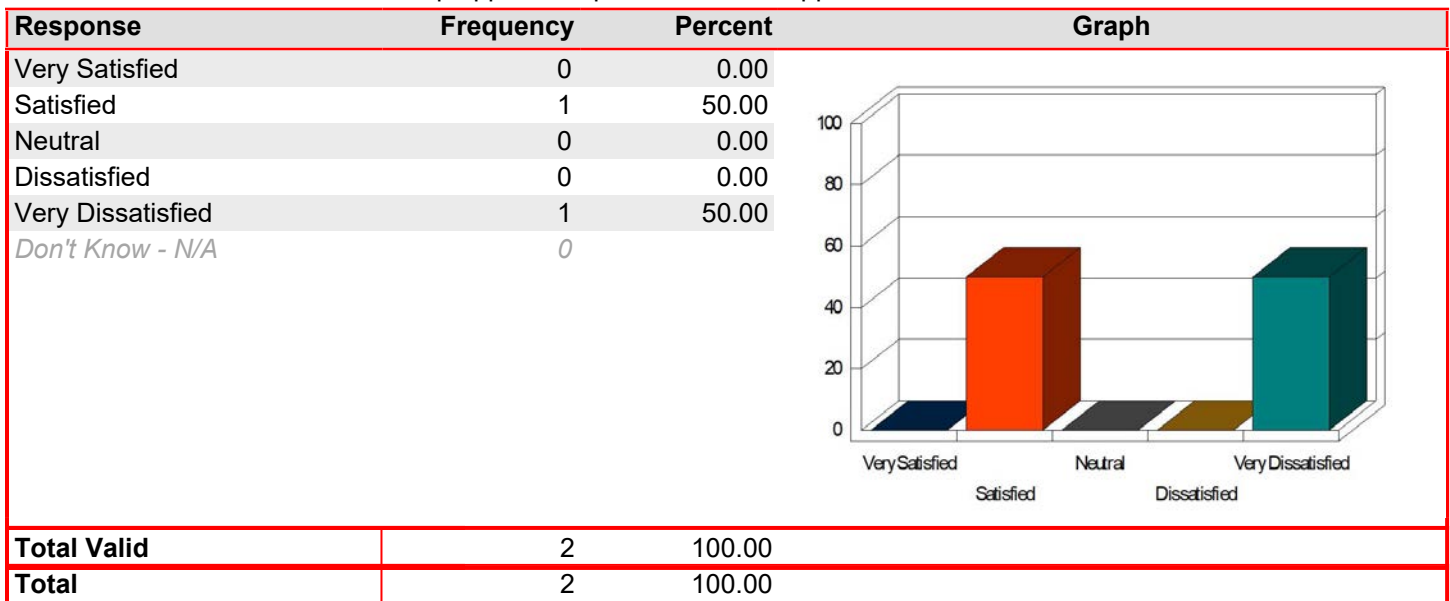 Response Frequency Percent Graph
Very Satisfied 0 0.00
Satisfied 1 50.00
Neutral 0 0.00
Dissatisfied 0 0.00
Very Dissatisfied 1 50.00
Don't Know - N/A 0
100
80
60
40
20
0
Very Satisfied Neutral Very Dissatisfied
Satisfied Dissatisfied
Total Valid 2 100.00
Total 2 100.00